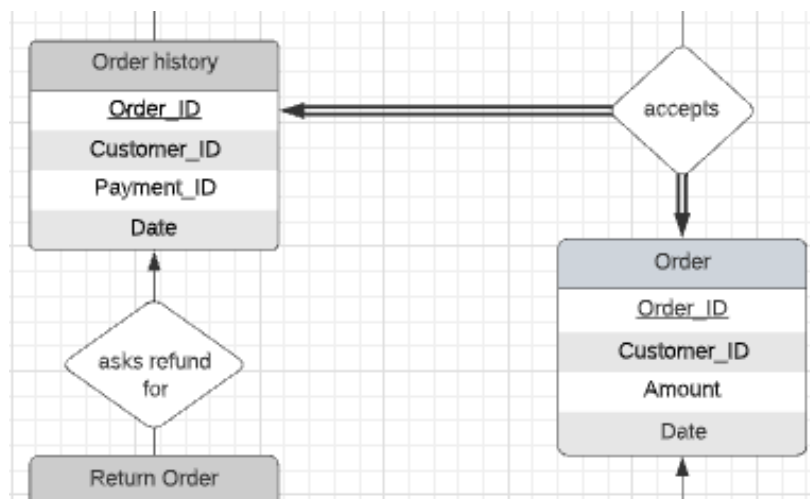 Order history
Order_ID
Customer_ID
Payment_ID
Date
accepts
Order
Order_ID
Customer_ID
Amount
Date
asks refund
for
Return Order